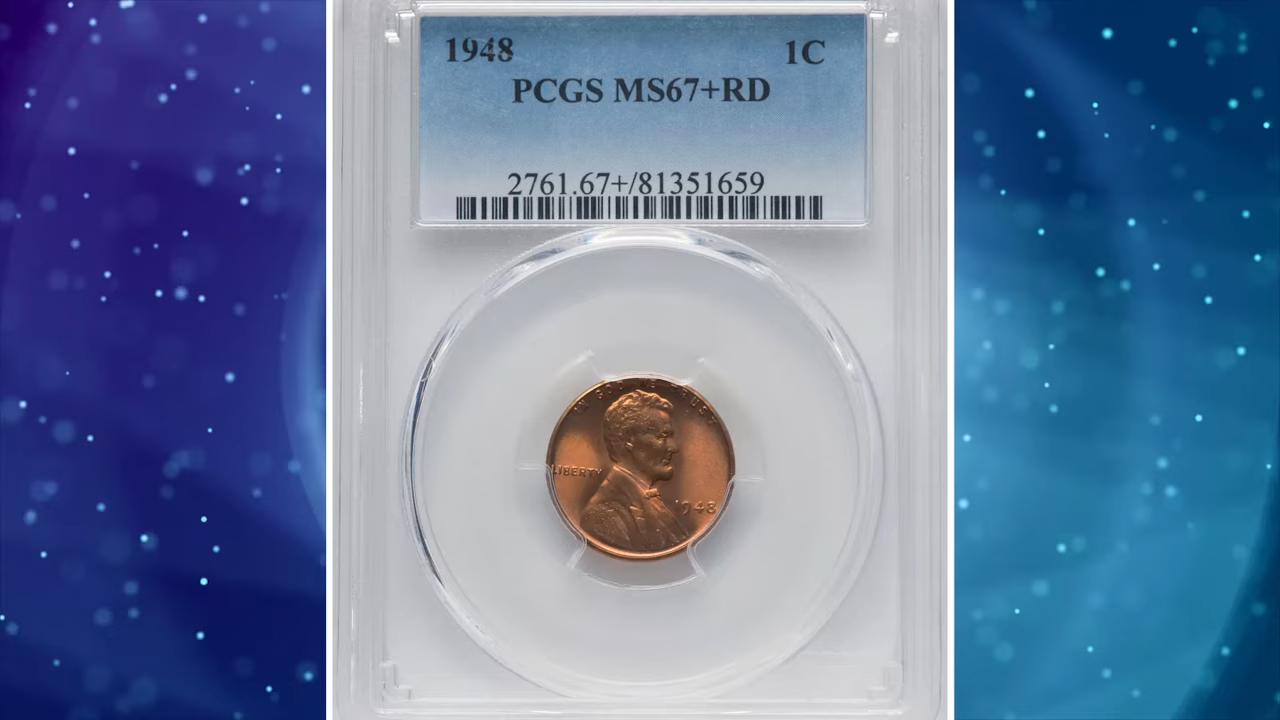 1948 1C
PCGS MS67+RD
2761.67+/81351659
IN GOD WE TRUST
LIBERTY
1948